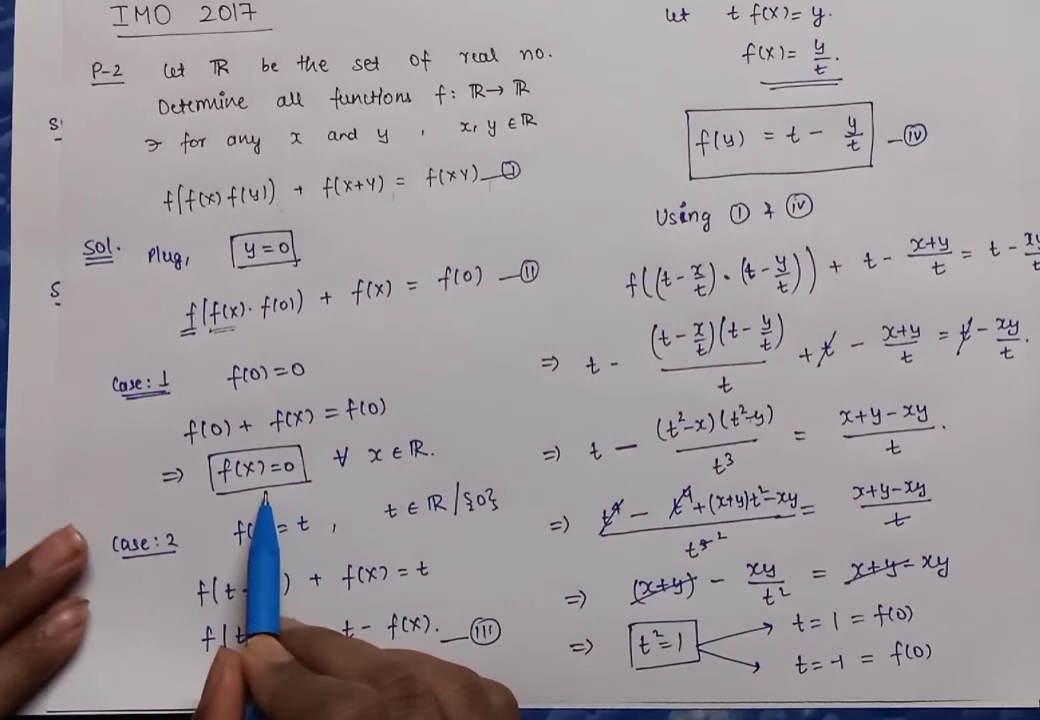 IMO 2017
P-2 Let ℝ be the set of real no.
Determine all functions f: ℝ→ℝ
S'
∋ for any x and y , x, y ∈ ℝ
f(f(x) f(y)) + f(x+y) = f(xy) — Ⓘ
Sol. Plug, y=0
S
f(f(x)·f(0)) + f(x) = f(0) — Ⓘⓘ
Case: 1 f(0)=0
f(0) + f(x) = f(0)
⇒ f(x)=0 ∀ x ∈ ℝ.
Case: 2 = t , t ∈ ℝ/{0}
f(t ) + f(x) = t
f(t t - f(x). — III
Let t f(x) = y.
f(x) = y/t.
f(y) = t - y/t — IV
Using I & IV
f((t - x/t)·(t - y/t)) + t - (x+y)/t = t - xy
⇒ t - (t - x/t)(t - y/t)/t + t - (x+y)/t = t - xy/t.
⇒ t - (t²-x)(t²-y)/t³ = (x+y-xy)/t.
⇒ (t⁴ - t⁴ + (x+y)t² - xy)/t³ ² = (x+y-xy)/t
⇒ (x+y) - xy/t² = x+y - xy
⇒ t²=1
t = 1 = f(0)
t = -1 = f(0)